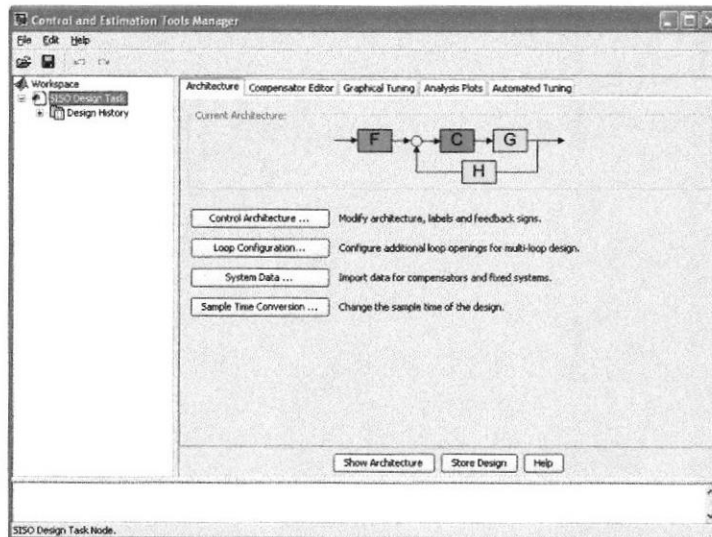 Control and Estimation Tools Manager
File Edit Help
Workspace
SISO Design Task
Design History
Architecture Compensator Editor Graphical Tuning Analysis Plots Automated Tuning
Current Architecture:
F C G
H
Control Architecture ... Modify architecture, labels and feedback signs.
Loop Configuration... Configure additional loop openings for multi-loop design.
System Data ... Import data for compensators and fixed systems.
Sample Time Conversion ... Change the sample time of the design.
Show Architecture Store Design Help
SISO Design Task Node.